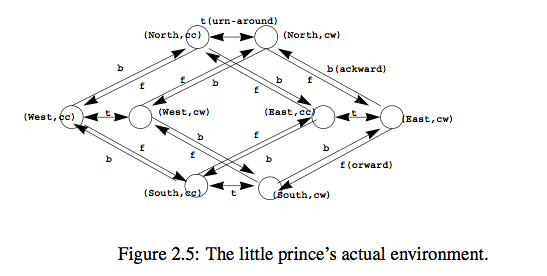 t(urn-around)
(North,cc)
(North,cw)
b
f
f
b
b
f
f
b(ackward)
(West,cc)
t
(West,cw)
(East,cc)
t
(East,cw)
b
f
f
b
f
b
b
f(orward)
(South,cc)
t
(South,cw)
Figure 2.5: The little prince's actual environment.